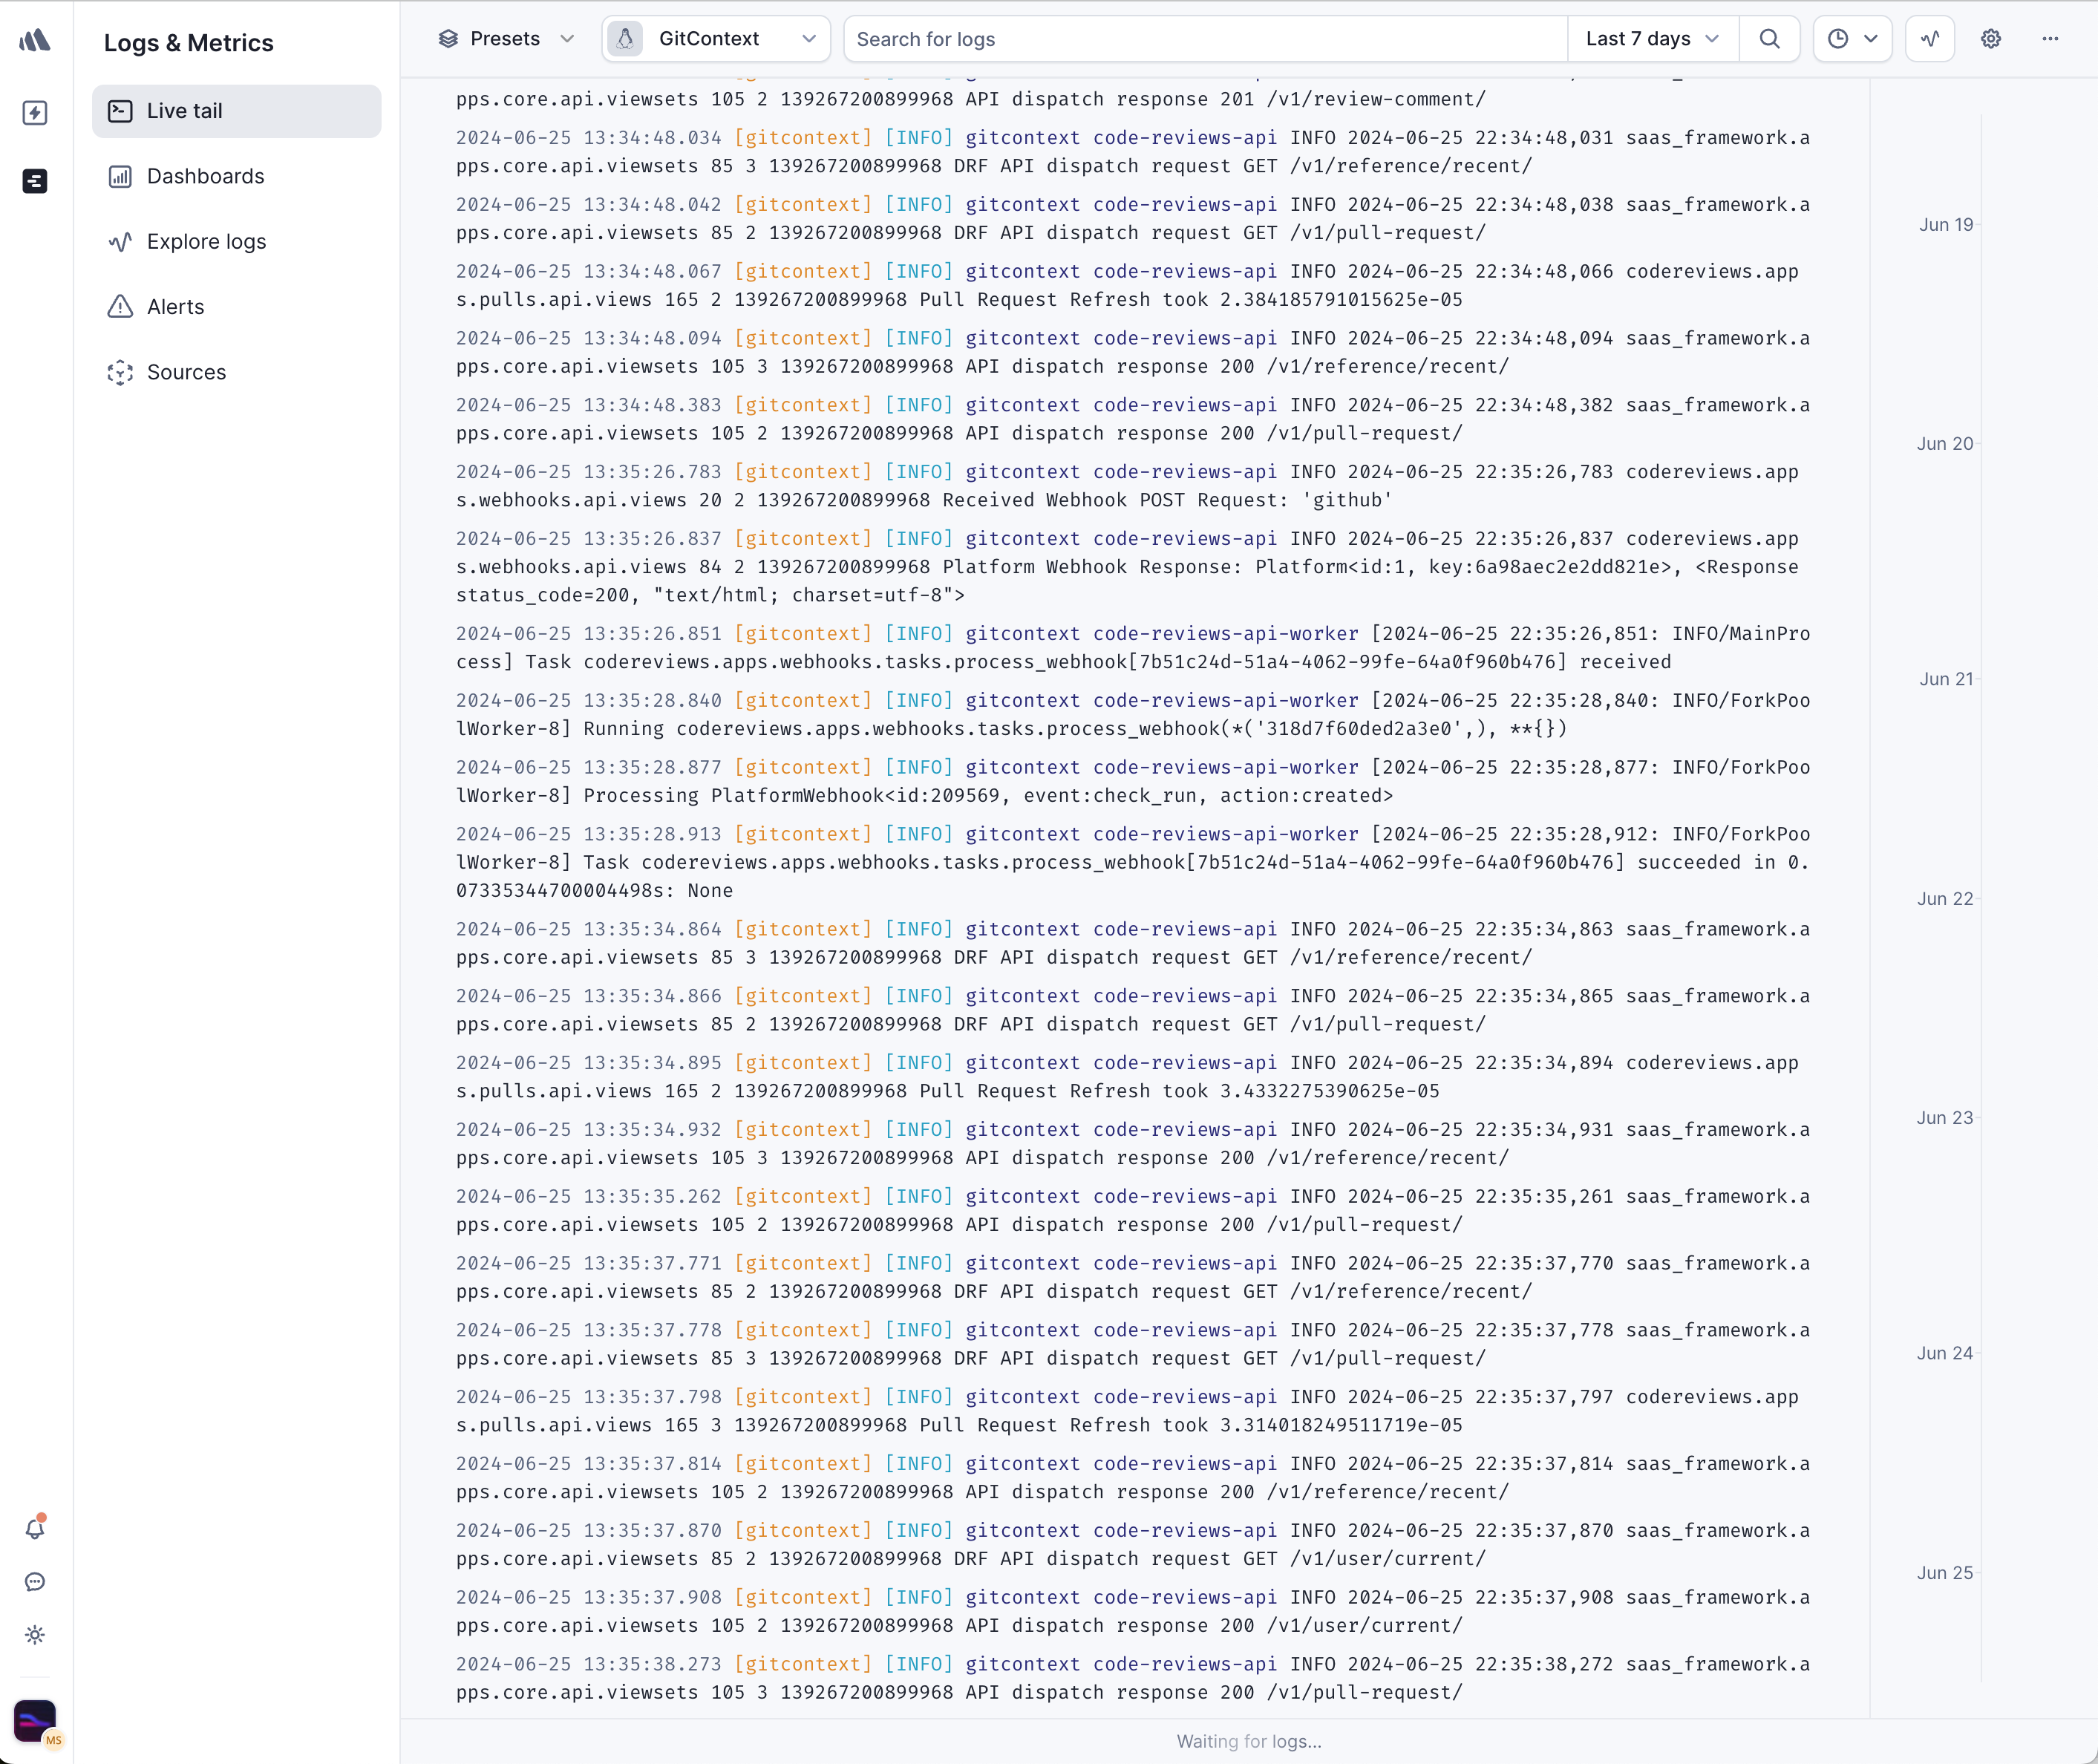 Logs & Metrics
Live tail
Dashboards
Explore logs
Alerts
Sources
MS
Presets
GitContext
Search for logs
Last 7 days
pps.core.api.viewsets 105 2 139267200899968 API dispatch response 201 /v1/review-comment/
2024-06-25 13:34:48.034 [gitcontext] [INFO] gitcontext code-reviews-api INFO 2024-06-25 22:34:48,031 saas_framework.a
pps.core.api.viewsets 85 3 139267200899968 DRF API dispatch request GET /v1/reference/recent/
2024-06-25 13:34:48.042 [gitcontext] [INFO] gitcontext code-reviews-api INFO 2024-06-25 22:34:48,038 saas_framework.a
pps.core.api.viewsets 85 2 139267200899968 DRF API dispatch request GET /v1/pull-request/
2024-06-25 13:34:48.067 [gitcontext] [INFO] gitcontext code-reviews-api INFO 2024-06-25 22:34:48,066 codereviews.app
s.pulls.api.views 165 2 139267200899968 Pull Request Refresh took 2.384185791015625e-05
2024-06-25 13:34:48.094 [gitcontext] [INFO] gitcontext code-reviews-api INFO 2024-06-25 22:34:48,094 saas_framework.a
pps.core.api.viewsets 105 3 139267200899968 API dispatch response 200 /v1/reference/recent/
2024-06-25 13:34:48.383 [gitcontext] [INFO] gitcontext code-reviews-api INFO 2024-06-25 22:34:48,382 saas_framework.a
pps.core.api.viewsets 105 2 139267200899968 API dispatch response 200 /v1/pull-request/
2024-06-25 13:35:26.783 [gitcontext] [INFO] gitcontext code-reviews-api INFO 2024-06-25 22:35:26,783 codereviews.app
s.webhooks.api.views 20 2 139267200899968 Received Webhook POST Request: 'github'
2024-06-25 13:35:26.837 [gitcontext] [INFO] gitcontext code-reviews-api INFO 2024-06-25 22:35:26,837 codereviews.app
s.webhooks.api.views 84 2 139267200899968 Platform Webhook Response: Platform<id:1, key:6a98aec2e2dd821e>, <Response
status_code=200, "text/html; charset=utf-8">
2024-06-25 13:35:26.851 [gitcontext] [INFO] gitcontext code-reviews-api-worker [2024-06-25 22:35:26,851: INFO/MainPro
cess] Task codereviews.apps.webhooks.tasks.process_webhook[7b51c24d-51a4-4062-99fe-64a0f960b476] received
2024-06-25 13:35:28.840 [gitcontext] [INFO] gitcontext code-reviews-api-worker [2024-06-25 22:35:28,840: INFO/ForkPoo
lWorker-8] Running codereviews.apps.webhooks.tasks.process_webhook(*('318d7f60ded2a3e0',), **{})
2024-06-25 13:35:28.877 [gitcontext] [INFO] gitcontext code-reviews-api-worker [2024-06-25 22:35:28,877: INFO/ForkPoo
lWorker-8] Processing PlatformWebhook<id:209569, event:check_run, action:created>
2024-06-25 13:35:28.913 [gitcontext] [INFO] gitcontext code-reviews-api-worker [2024-06-25 22:35:28,912: INFO/ForkPoo
lWorker-8] Task codereviews.apps.webhooks.tasks.process_webhook[7b51c24d-51a4-4062-99fe-64a0f960b476] succeeded in 0.
07335344700004498s: None
2024-06-25 13:35:34.864 [gitcontext] [INFO] gitcontext code-reviews-api INFO 2024-06-25 22:35:34,863 saas_framework.a
pps.core.api.viewsets 85 3 139267200899968 DRF API dispatch request GET /v1/reference/recent/
2024-06-25 13:35:34.866 [gitcontext] [INFO] gitcontext code-reviews-api INFO 2024-06-25 22:35:34,865 saas_framework.a
pps.core.api.viewsets 85 2 139267200899968 DRF API dispatch request GET /v1/pull-request/
2024-06-25 13:35:34.895 [gitcontext] [INFO] gitcontext code-reviews-api INFO 2024-06-25 22:35:34,894 codereviews.app
s.pulls.api.views 165 2 139267200899968 Pull Request Refresh took 3.4332275390625e-05
2024-06-25 13:35:34.932 [gitcontext] [INFO] gitcontext code-reviews-api INFO 2024-06-25 22:35:34,931 saas_framework.a
pps.core.api.viewsets 105 3 139267200899968 API dispatch response 200 /v1/reference/recent/
2024-06-25 13:35:35.262 [gitcontext] [INFO] gitcontext code-reviews-api INFO 2024-06-25 22:35:35,261 saas_framework.a
pps.core.api.viewsets 105 2 139267200899968 API dispatch response 200 /v1/pull-request/
2024-06-25 13:35:37.771 [gitcontext] [INFO] gitcontext code-reviews-api INFO 2024-06-25 22:35:37,770 saas_framework.a
pps.core.api.viewsets 85 2 139267200899968 DRF API dispatch request GET /v1/reference/recent/
2024-06-25 13:35:37.778 [gitcontext] [INFO] gitcontext code-reviews-api INFO 2024-06-25 22:35:37,778 saas_framework.a
pps.core.api.viewsets 85 3 139267200899968 DRF API dispatch request GET /v1/pull-request/
2024-06-25 13:35:37.798 [gitcontext] [INFO] gitcontext code-reviews-api INFO 2024-06-25 22:35:37,797 codereviews.app
s.pulls.api.views 165 3 139267200899968 Pull Request Refresh took 3.314018249511719e-05
2024-06-25 13:35:37.814 [gitcontext] [INFO] gitcontext code-reviews-api INFO 2024-06-25 22:35:37,814 saas_framework.a
pps.core.api.viewsets 105 2 139267200899968 API dispatch response 200 /v1/reference/recent/
2024-06-25 13:35:37.870 [gitcontext] [INFO] gitcontext code-reviews-api INFO 2024-06-25 22:35:37,870 saas_framework.a
pps.core.api.viewsets 85 2 139267200899968 DRF API dispatch request GET /v1/user/current/
2024-06-25 13:35:37.908 [gitcontext] [INFO] gitcontext code-reviews-api INFO 2024-06-25 22:35:37,908 saas_framework.a
pps.core.api.viewsets 105 2 139267200899968 API dispatch response 200 /v1/user/current/
2024-06-25 13:35:38.273 [gitcontext] [INFO] gitcontext code-reviews-api INFO 2024-06-25 22:35:38,272 saas_framework.a
pps.core.api.viewsets 105 3 139267200899968 API dispatch response 200 /v1/pull-request/
Waiting for logs...
Jun 19
Jun 20
Jun 21
Jun 22
Jun 23
Jun 24
Jun 25